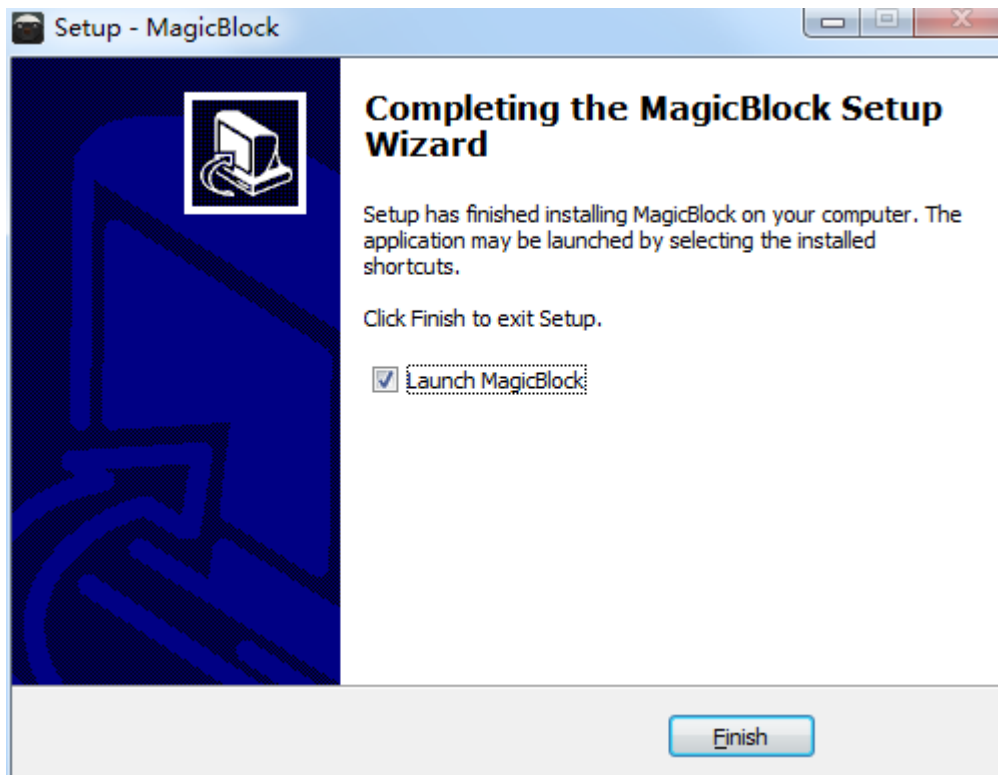 Setup - MagicBlock
Completing the MagicBlock Setup
Wizard
Setup has finished installing MagicBlock on your computer. The
application may be launched by selecting the installed
shortcuts.
Click Finish to exit Setup.
Launch MagicBlock
Finish